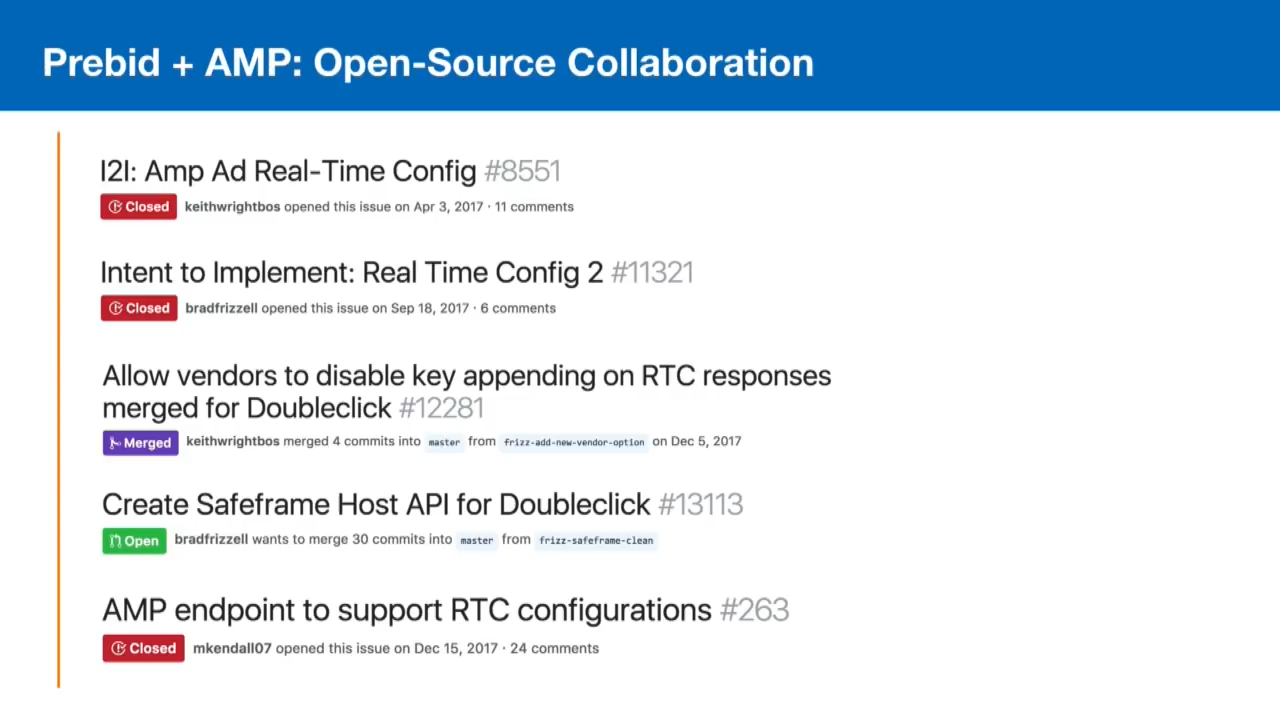 Prebid + AMP: Open-Source Collaboration
I2I: Amp Ad Real-Time Config #8551
Closed keithwrightbos opened this issue on Apr 3, 2017 · 11 comments
Intent to Implement: Real Time Config 2 #11321
Closed bradfrizzell opened this issue on Sep 18, 2017 · 6 comments
Allow vendors to disable key appending on RTC responses
merged for Doubleclick #12281
Merged keithwrightbos merged 4 commits into master from frizz-add-new-vendor-option on Dec 5, 2017
Create Safeframe Host API for Doubleclick #13113
Open bradfrizzell wants to merge 30 commits into master from frizz-safeframe-clean
AMP endpoint to support RTC configurations #263
Closed mkendall07 opened this issue on Dec 15, 2017 · 24 comments